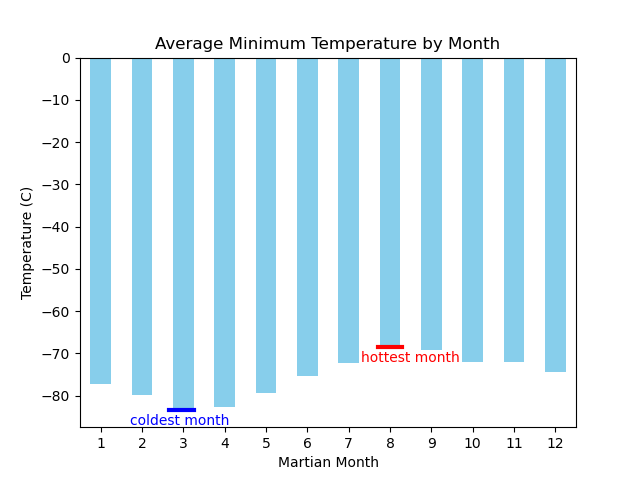 Average Minimum Temperature by Month
0
−10
−20
−30
−40
−50
−60
−70
−80
Temperature (C)
hottest month
coldest month
1 2 3 4 5 6 7 8 9 10 11 12
Martian Month